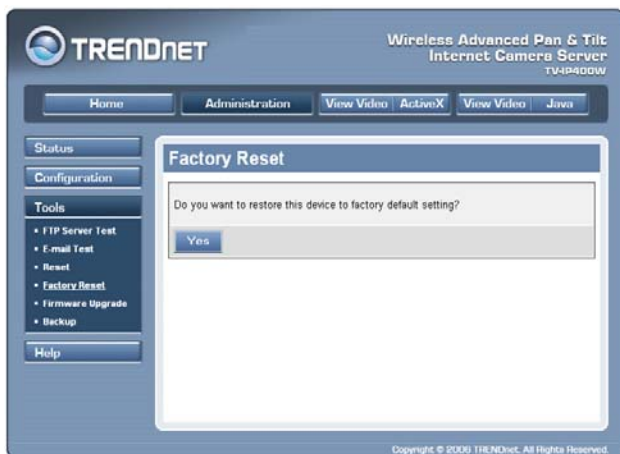 TRENDNET
Wireless Advanced Pan & Tilt
Internet Camera Server
TV-IP400W
Home
Administration
View Video ActiveX
View Video Java
Status
Configuration
Tools
• FTP Server Test
• E-mail Test
• Reset
• Factory Reset
• Firmware Upgrade
• Backup
Help
Factory Reset
Do you want to restore this device to factory default setting?
Yes
Copyright © 2006 TRENDnet. All Rights Reserved.